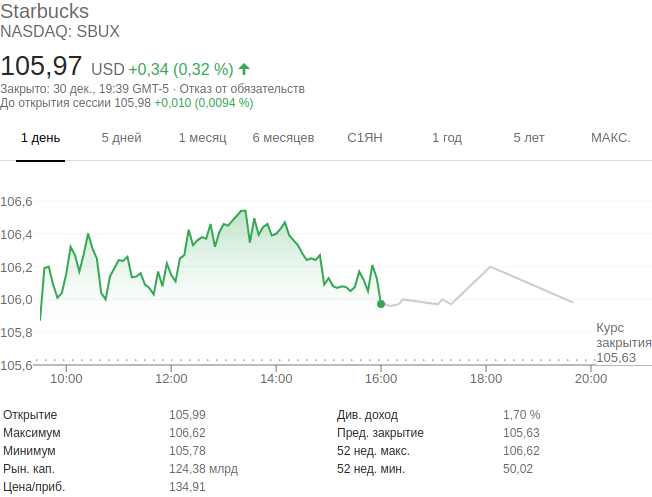 Starbucks
NASDAQ: SBUX
105,97 USD +0,34 (0,32 %) ↑
Закрыто: 30 дек., 19:39 GMT-5 · Отказ от обязательств
До открытия сессии 105,98 +0,010 (0,0094 %)
1 день 5 дней 1 месяц 6 месяцев С1ЯН 1 год 5 лет МАКС.
106,6
106,4
106,2
106,0
105,8
105,6
Курс
закрытия
105,63
10:00 12:00 14:00 16:00 18:00 20:00
Открытие 105,99 Див. доход 1,70 %
Максимум 106,62 Пред. закрытие 105,63
Минимум 105,78 52 нед. макс. 106,62
Рын. кап. 124,38 млрд 52 нед. мин. 50,02
Цена/приб. 134,91